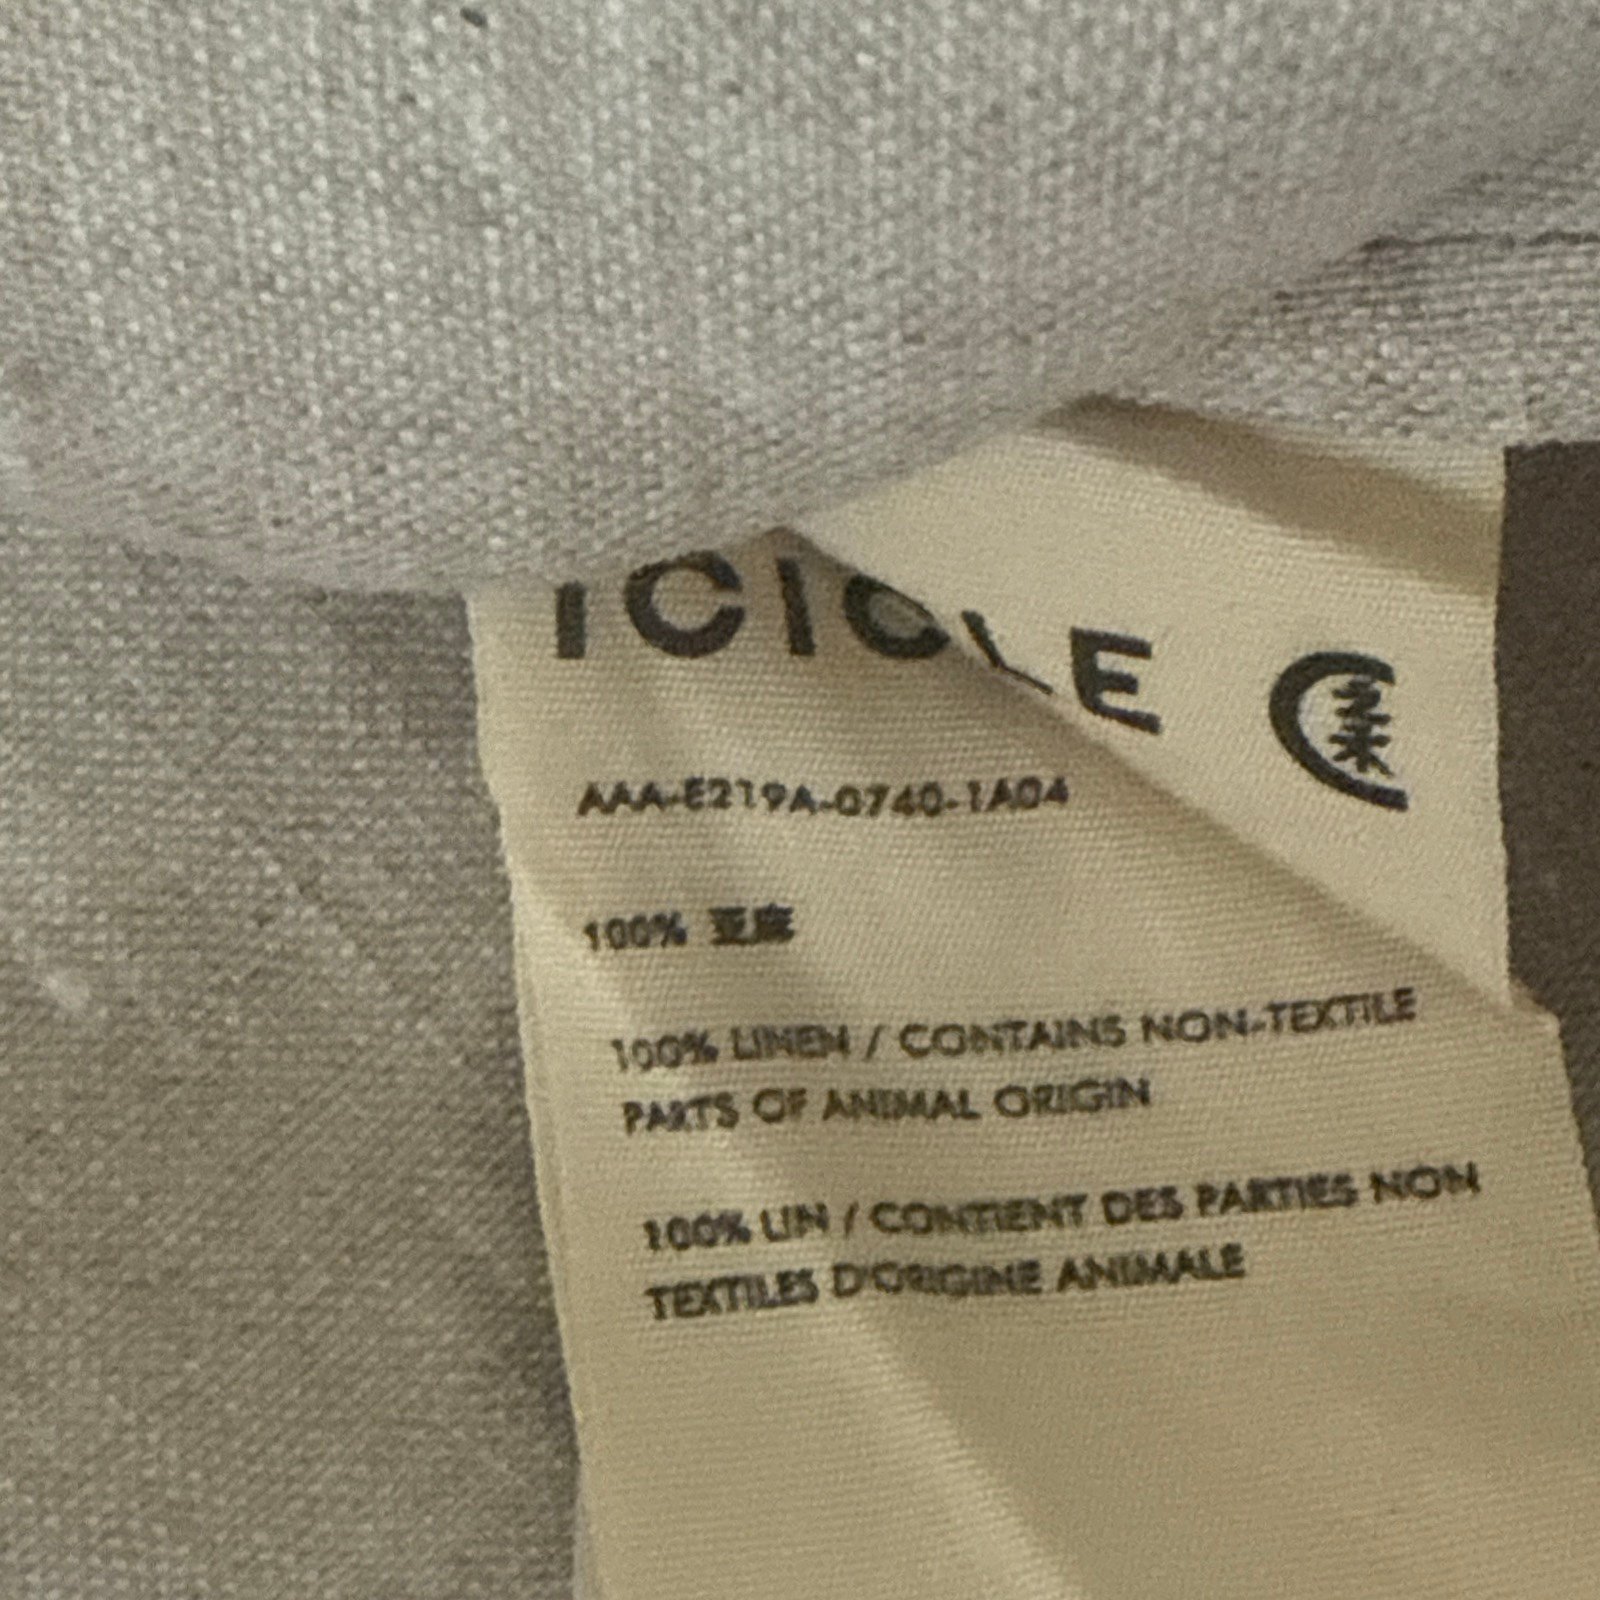 ICICLE
AAA-E219A-0740-1A04
100% 亚麻
100% LINEN / CONTAINS NON-TEXTILE
PARTS OF ANIMAL ORIGIN
100% LIN / CONTIENT DES PARTIES NON
TEXTILES D'ORIGINE ANIMALE